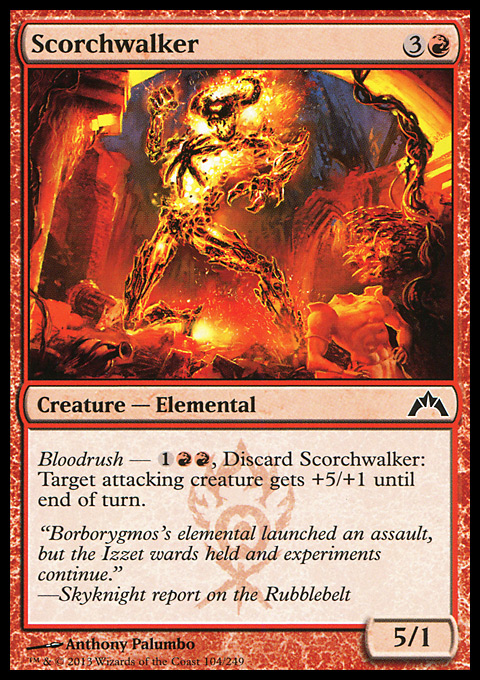 Scorchwalker 3
Creature — Elemental
Bloodrush — 1, Discard Scorchwalker:
Target attacking creature gets +5/+1 until
end of turn.
“Borborygmos’s elemental launched an assault,
but the Izzet wards held and experiments
continue.”
—Skyknight report on the Rubblebelt
5/1
Anthony Palumbo
™ & © 2013 Wizards of the Coast 104/249